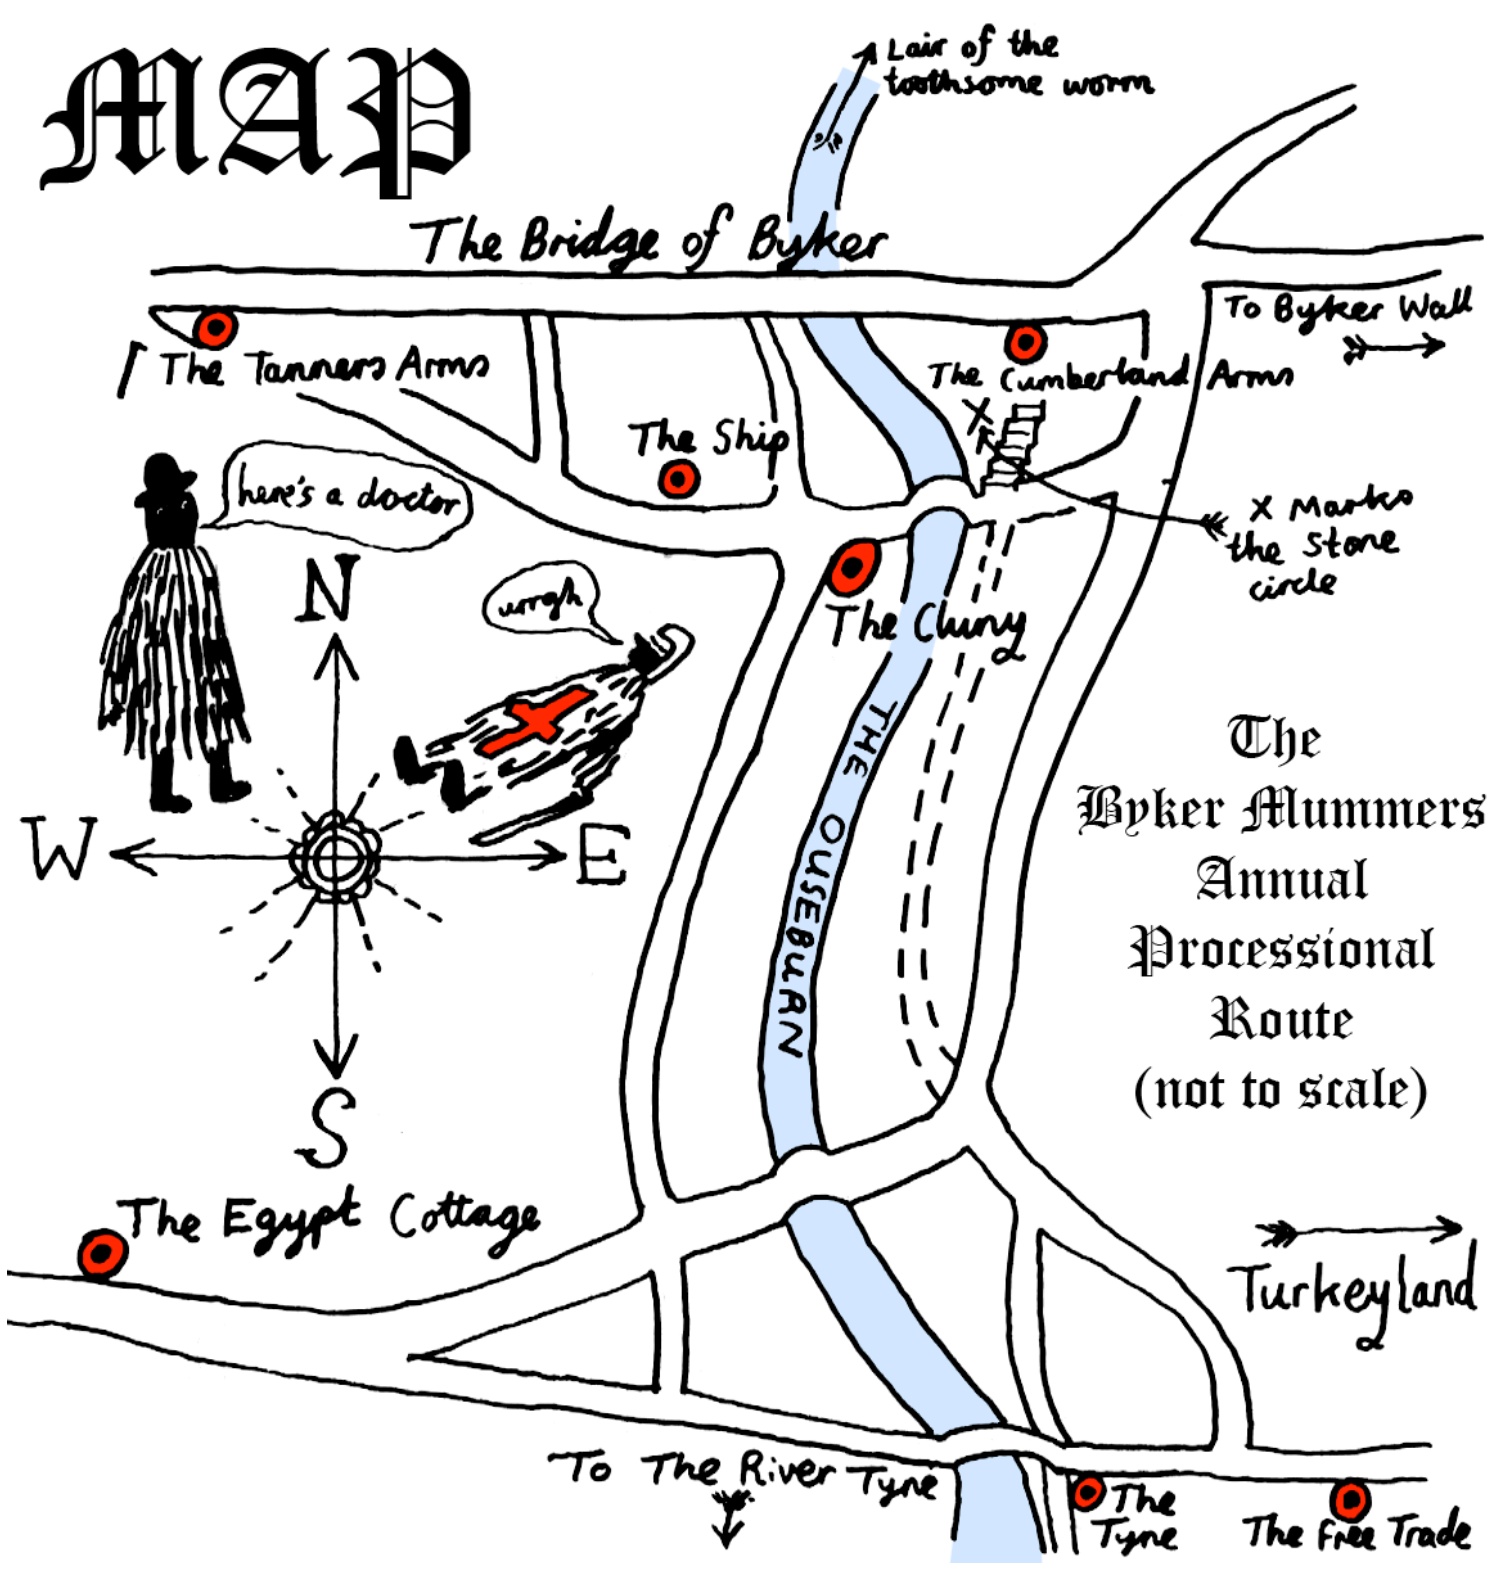 MAP
Lair of the
toothsome worm
The Bridge of Byker
To Byker Wall
The Tanners Arms
The Cumberland Arms
X
The Ship
here's a doctor
X Marks
the Stone
circle
N
urrgh
The Cluny
THE OUSEBURN
The
Byker Mummers
Annual
Processional
Route
(not to scale)
W
E
S
The Egypt Cottage
Turkeyland
To The River Tyne
The
Tyne
The Free Trade